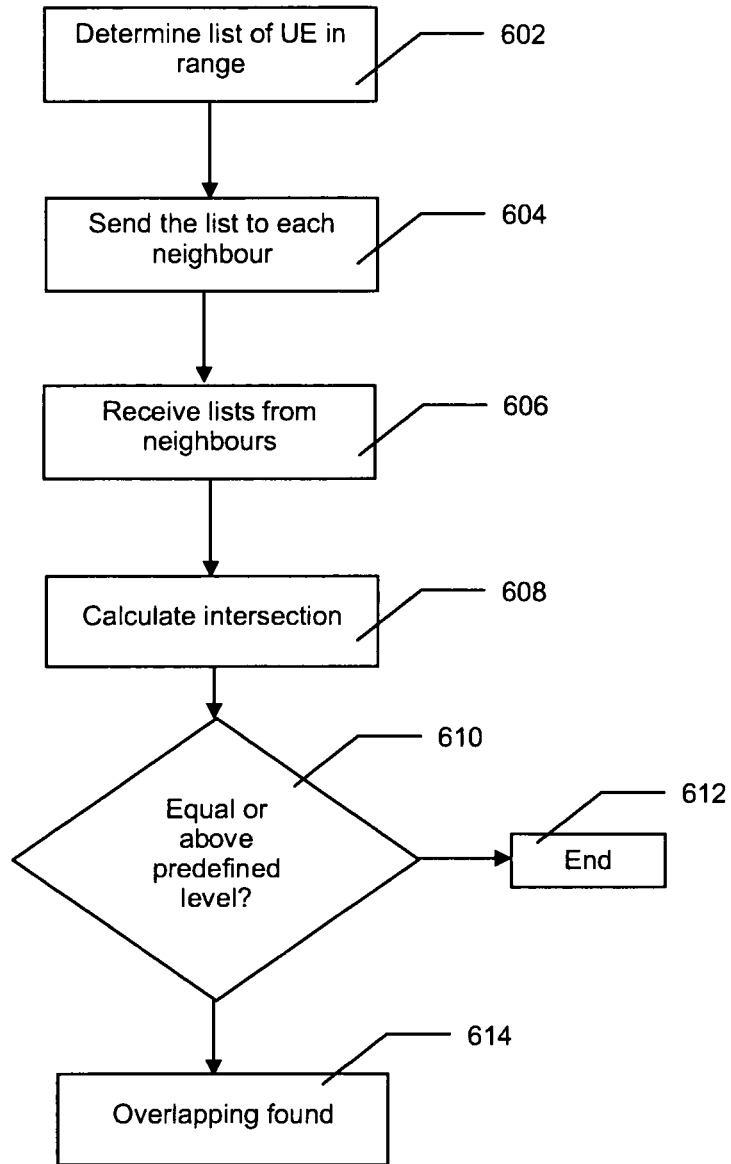 Determine list of UE in
range
602
Send the list to each
neighbour
604
Receive lists from
neighbours
606
Calculate intersection
608
610
Equal or
above
predefined
level?
612
End
614
Overlapping found